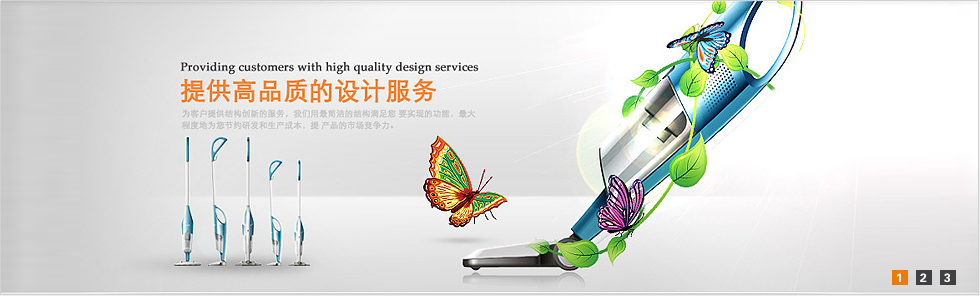 Providing customers with high quality design services
提供高品质的设计服务
为客户提供结构创新的服务，我们用最简洁的结构满足您 要实现的功能，最大
程度地为您节约研发和生产成本，提 产品的市场竞争力。
1 2 3